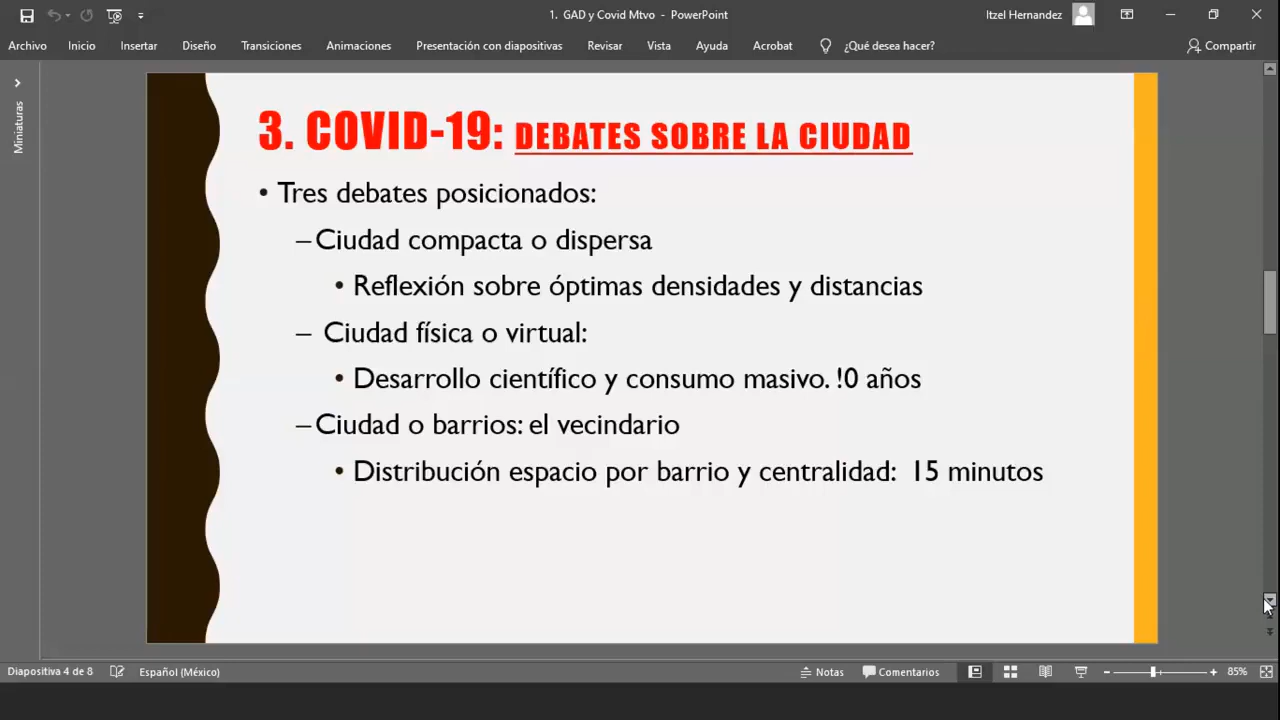 1. GAD y Covid Mtvo - PowerPoint
Itzel Hernandez
Archivo Inicio Insertar Diseño Transiciones Animaciones Presentación con diapositivas Revisar Vista Ayuda Acrobat ¿Qué desea hacer? Compartir
Miniaturas
3. COVID-19: DEBATES SOBRE LA CIUDAD
• Tres debates posicionados:
–Ciudad compacta o dispersa
• Reflexión sobre óptimas densidades y distancias
– Ciudad física o virtual:
• Desarrollo científico y consumo masivo. !0 años
–Ciudad o barrios: el vecindario
• Distribución espacio por barrio y centralidad: 15 minutos
Diapositiva 4 de 8 Español (México) Notas Comentarios 85%